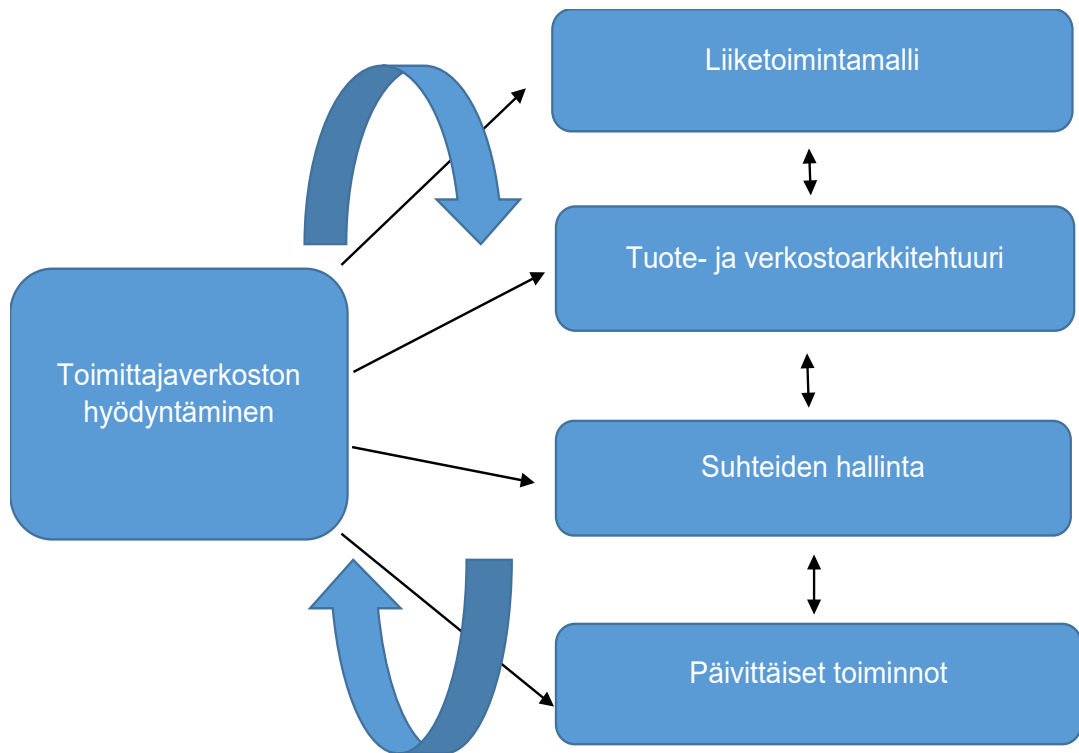 Liiketoimintamalli
Tuote- ja verkostoarkkitehtuuri
Toimittajaverkoston
hyödyntäminen
Suhteiden hallinta
Päivittäiset toiminnot